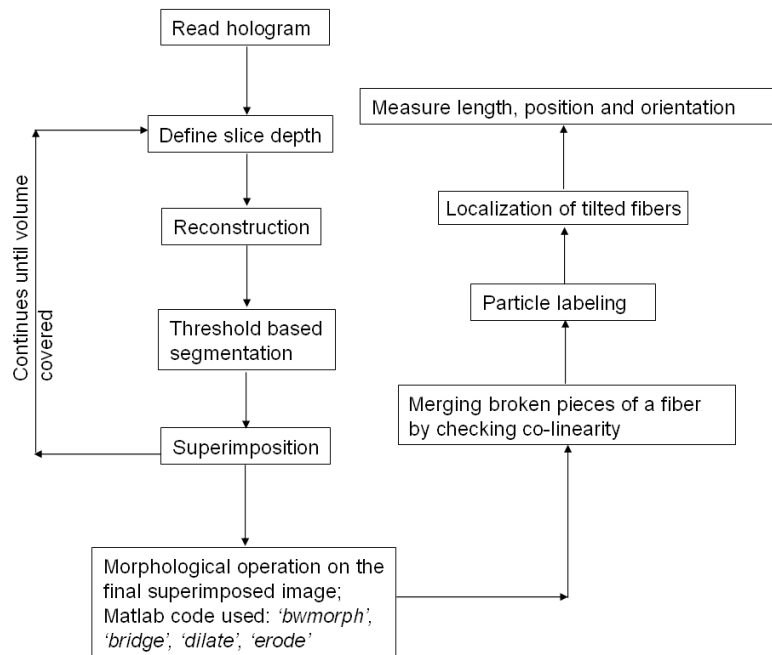 Read hologram
Define slice depth
Reconstruction
Threshold based
segmentation
Superimposition
Continues until volume
covered
Morphological operation on the
final superimposed image;
Matlab code used: ‘bwmorph’,
‘bridge’, ‘dilate’, ‘erode’
Merging broken pieces of a fiber
by checking co-linearity
Particle labeling
Localization of tilted fibers
Measure length, position and orientation